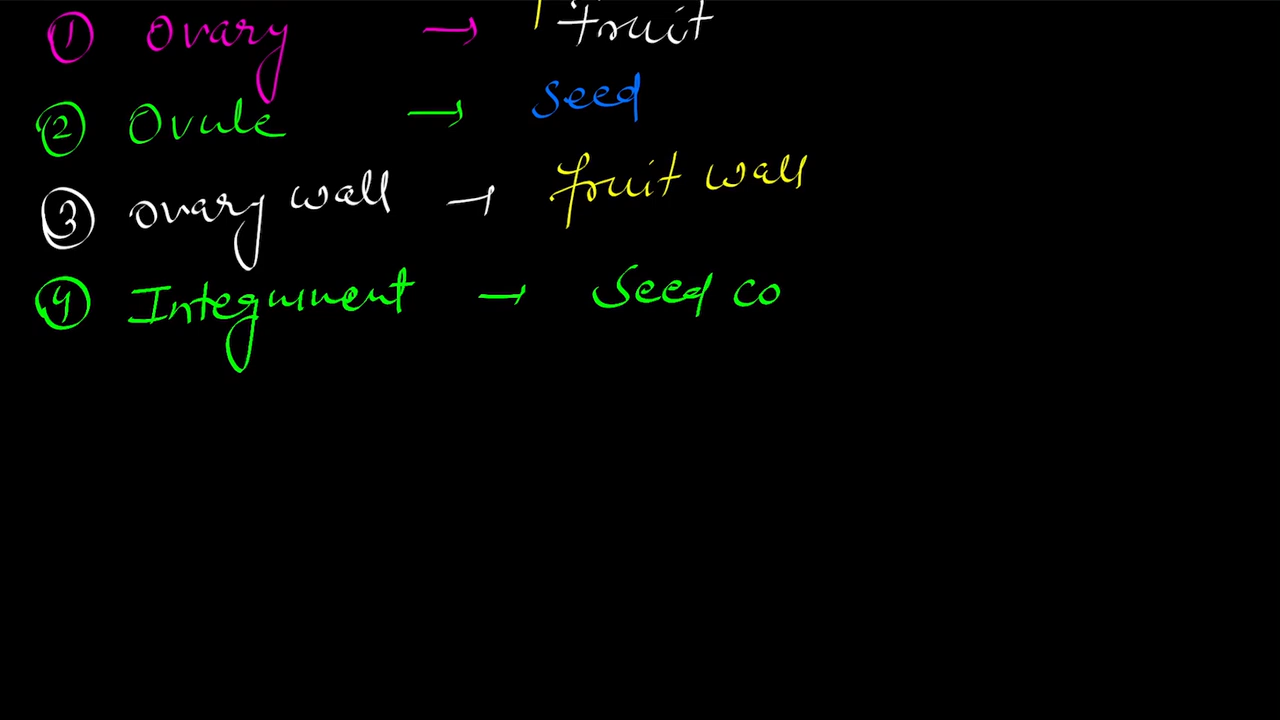 ① Ovary → fruit
② Ovule → Seed
③ Ovary wall → fruit wall
④ Integument → Seed co